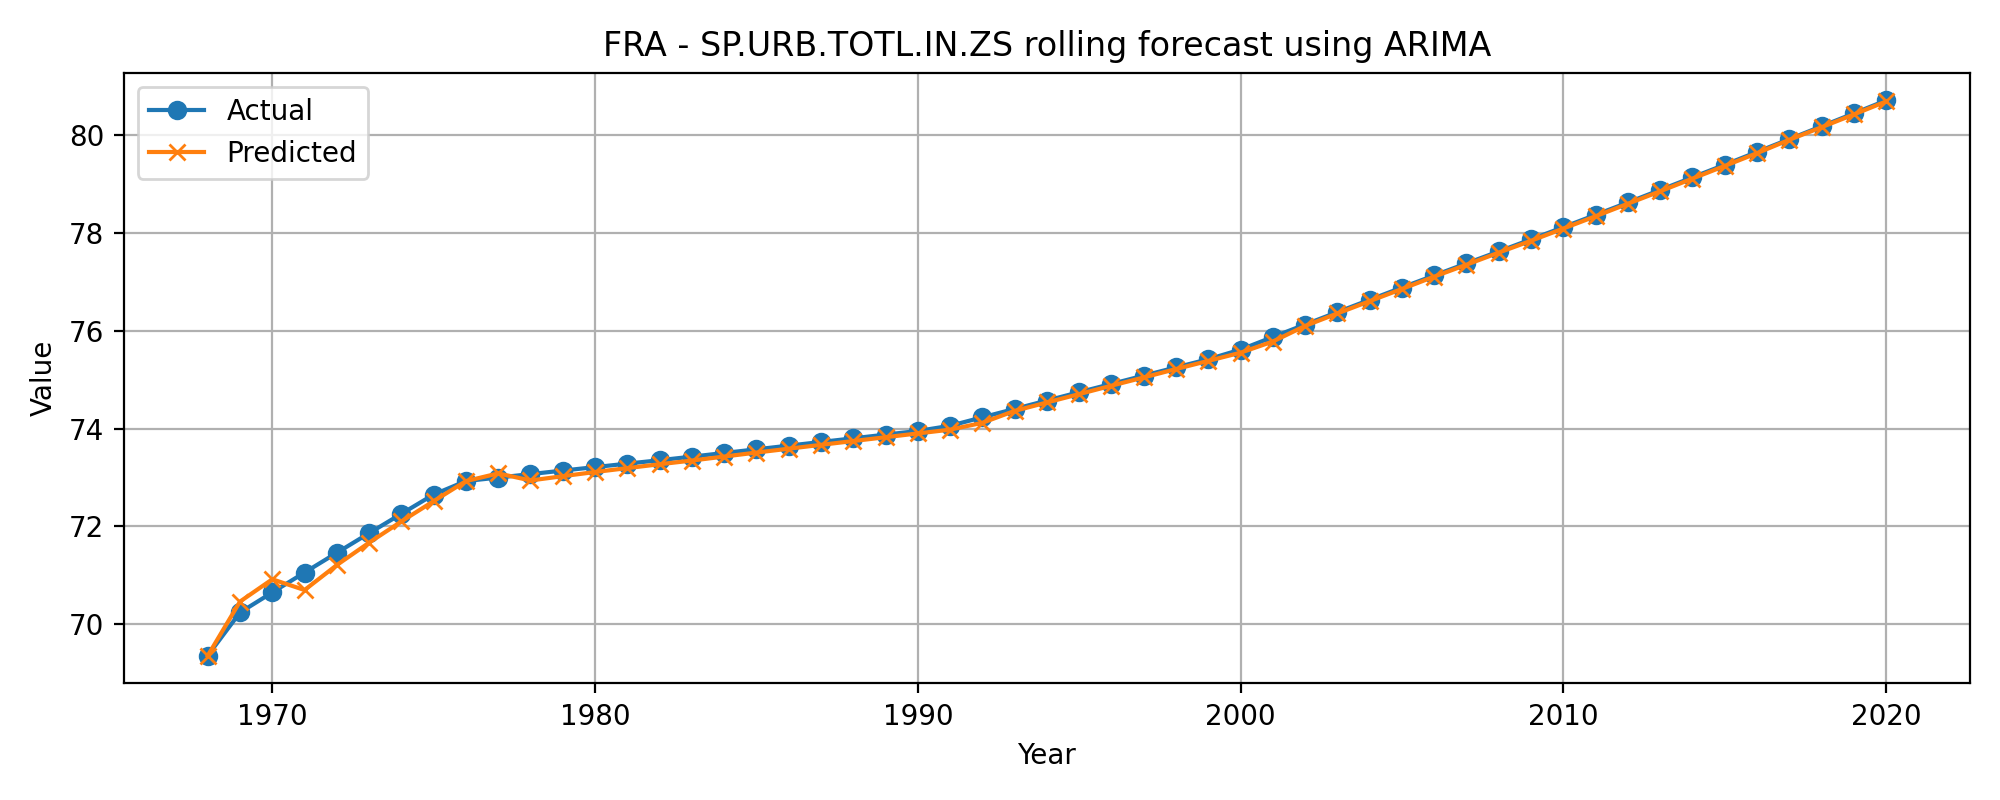 FRA - SP.URB.TOTL.IN.ZS rolling forecast using ARIMA
Actual
Predicted
80
78
76
74
72
70
Value
1970 1980 1990 2000 2010 2020
Year